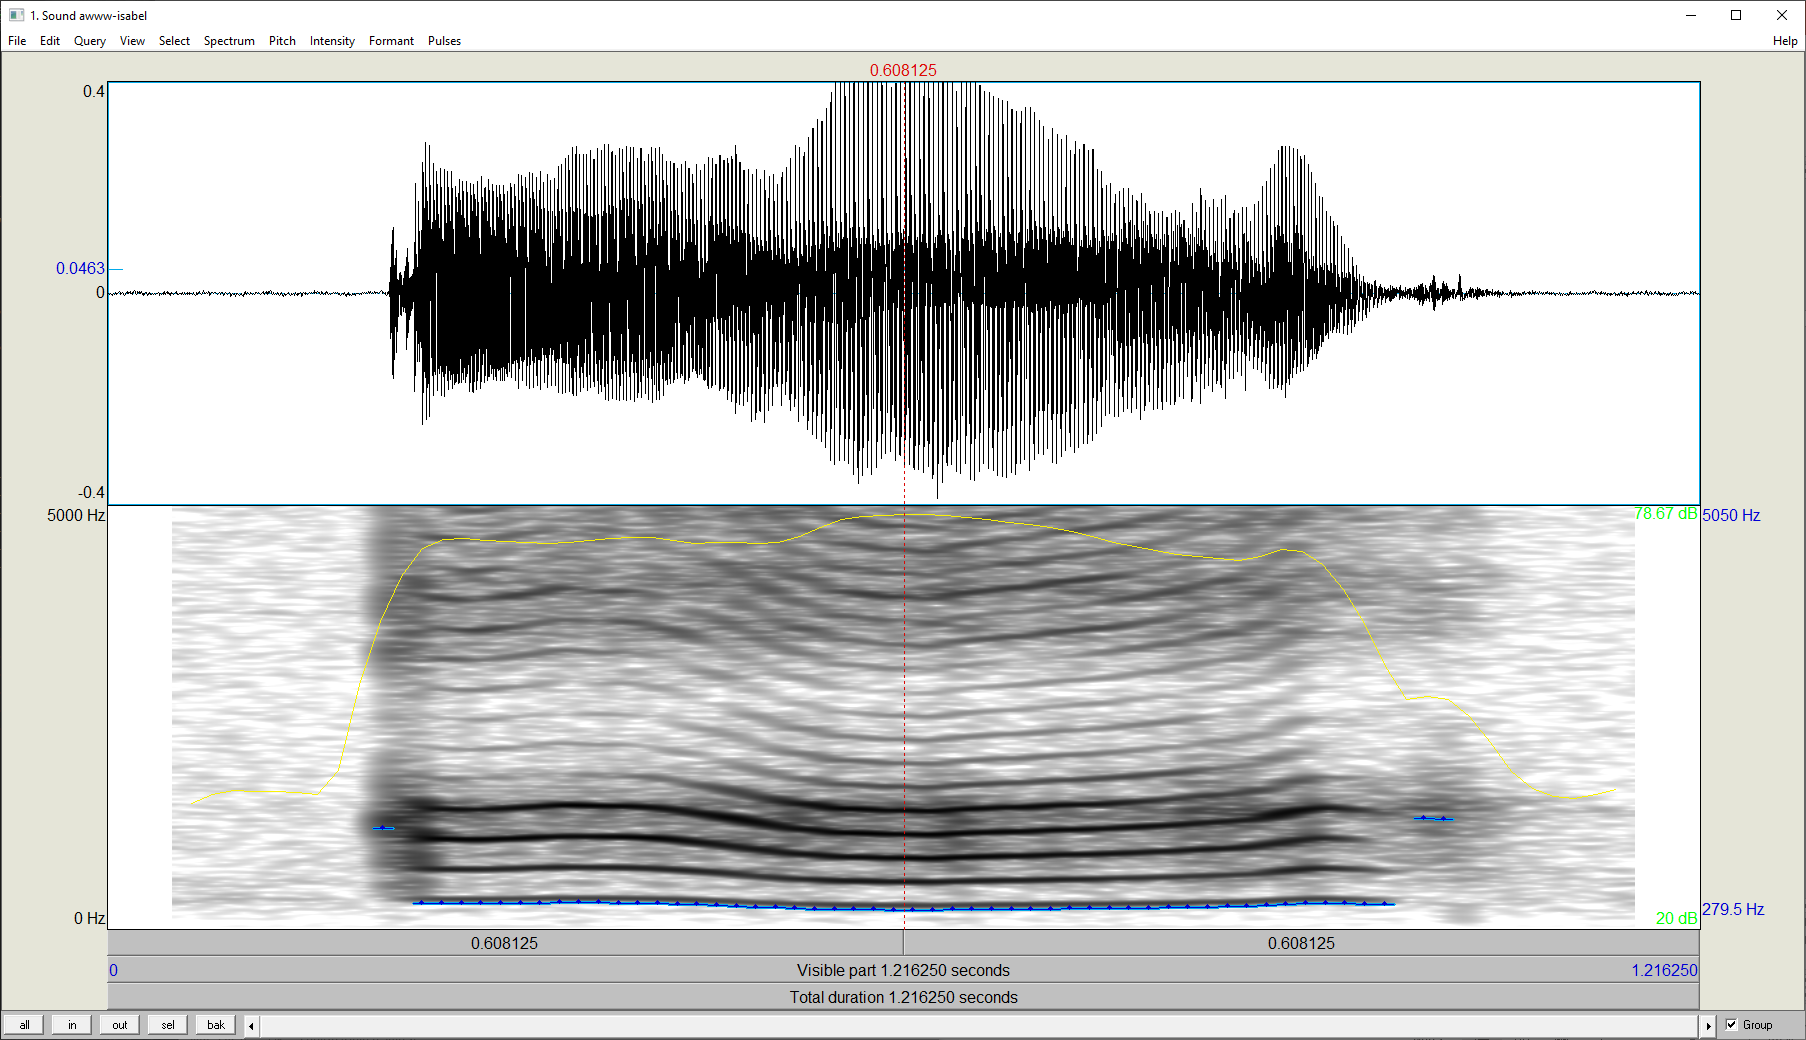 1. Sound awww-isabel
File Edit Query View Select Spectrum Pitch Intensity Formant Pulses Help
0.608125
0.4
0.0463
0
-0.4
5000 Hz 78.67 dB 5050 Hz
0 Hz 20 dB 279.5 Hz
0.608125 0.608125
0 Visible part 1.216250 seconds 1.216250
Total duration 1.216250 seconds
all in out sel bak Group